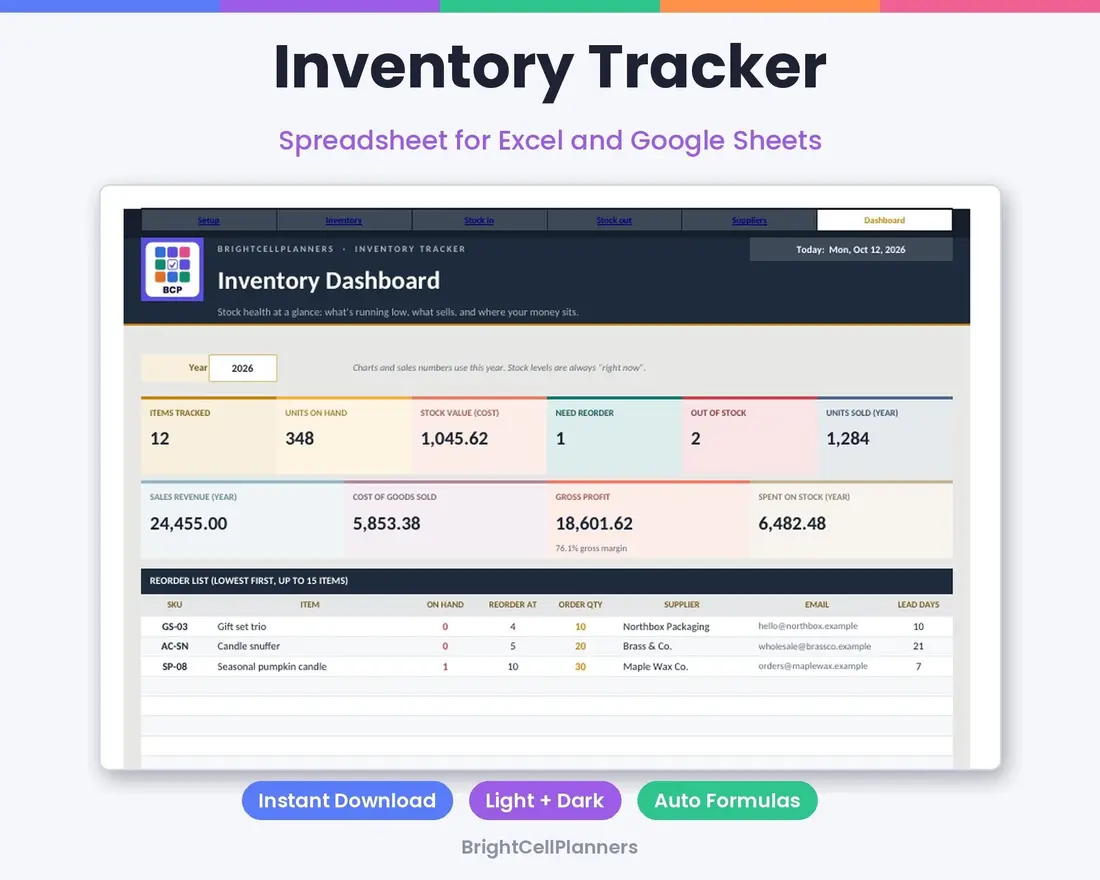 Inventory Tracker
Spreadsheet for Excel and Google Sheets
Setup Inventory Stock in Stock out Suppliers Dashboard
BRIGHTCELLPLANNERS · INVENTORY TRACKER
Today: Mon, Oct 12, 2026
BCP
Inventory Dashboard
Stock health at a glance: what's running low, what sells, and where your money sits.
Year 2026 Charts and sales numbers use this year. Stock levels are always "right now".
ITEMS TRACKED UNITS ON HAND STOCK VALUE (COST) NEED REORDER OUT OF STOCK UNITS SOLD (YEAR)
12 348 1,045.62 1 2 1,284
SALES REVENUE (YEAR) COST OF GOODS SOLD GROSS PROFIT SPENT ON STOCK (YEAR)
24,455.00 5,853.38 18,601.62 6,482.48
76.1% gross margin
REORDER LIST (LOWEST FIRST, UP TO 15 ITEMS)
SKU ITEM ON HAND REORDER AT ORDER QTY SUPPLIER EMAIL LEAD DAYS
GS-03 Gift set trio 0 4 10 Northbox Packaging hello@northbox.example 10
AC-SN Candle snuffer 0 5 20 Brass & Co. wholesale@brassco.example 21
SP-08 Seasonal pumpkin candle 1 10 30 Maple Wax Co. orders@maplewax.example 7
Instant Download Light + Dark Auto Formulas
BrightCellPlanners